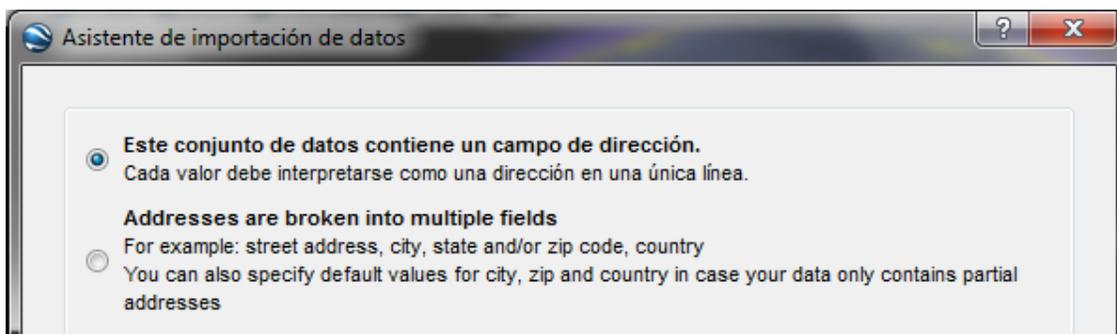 Asistente de importación de datos
?
X
Este conjunto de datos contiene un campo de dirección.
Cada valor debe interpretarse como una dirección en una única línea.
Addresses are broken into multiple fields
For example: street address, city, state and/or zip code, country
You can also specify default values for city, zip and country in case your data only contains partial
addresses